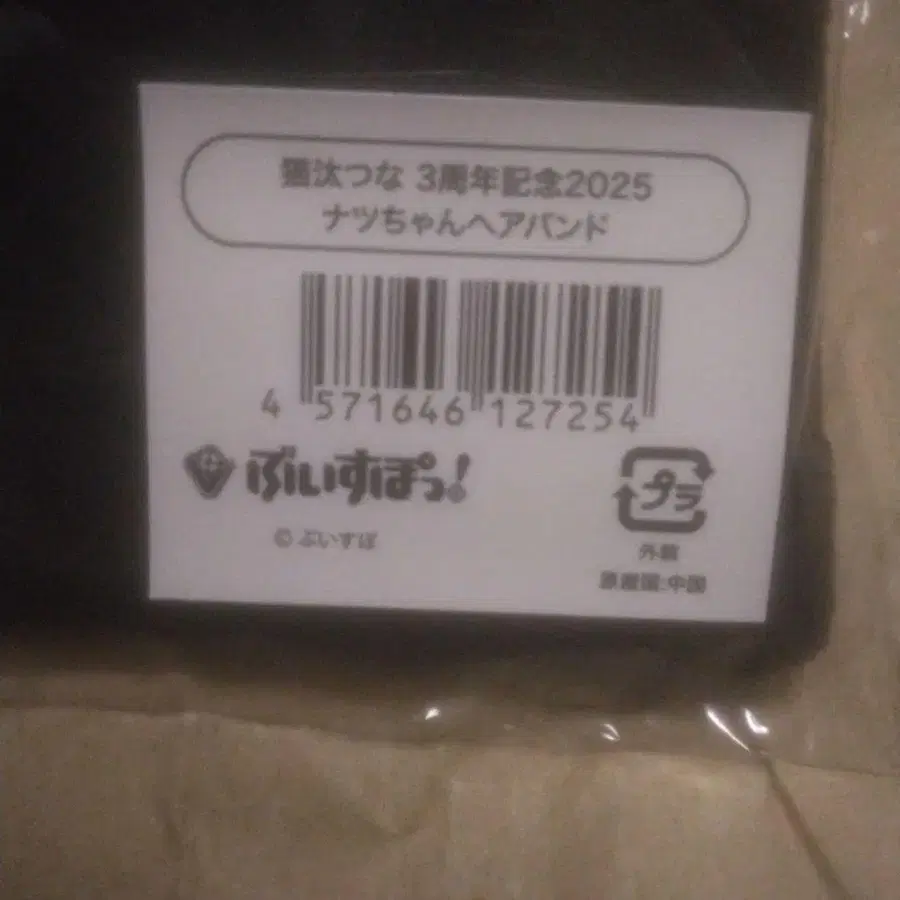 猫汰つな 3周年記念2025
ナツちゃんヘアバンド
4 571646 127254
ぶいすぽっ!
© ぶいすぽ
プラ
外装
原産国:中国